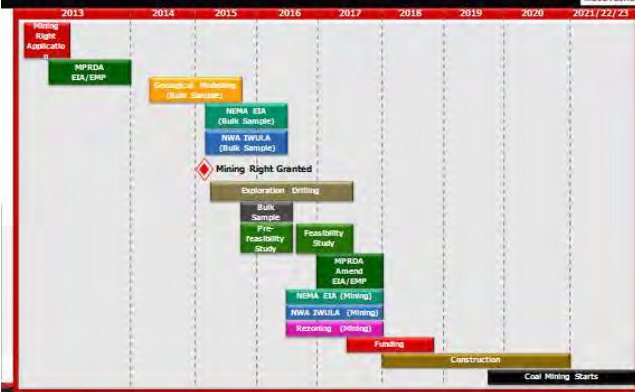 2013 2014 2015 2016 2017 2018 2019 2020 2021/22/23
Mining
Right
Applicatio
n
MPRDA
EIA/EMP
Geological Modelling
(Bulk Sample)
NEMA EIA
(Bulk Sample)
NWA IWULA
(Bulk Sample)
Mining Right Granted
Exploration Drilling
Bulk
Sample
Pre-
feasibility
Study
Feasibility
Study
MPRDA
Amend
EIA/EMP
NEMA EIA (Mining)
NWA IWULA (Mining)
Rezoning (Mining)
Funding
Construction
Coal Mining Starts